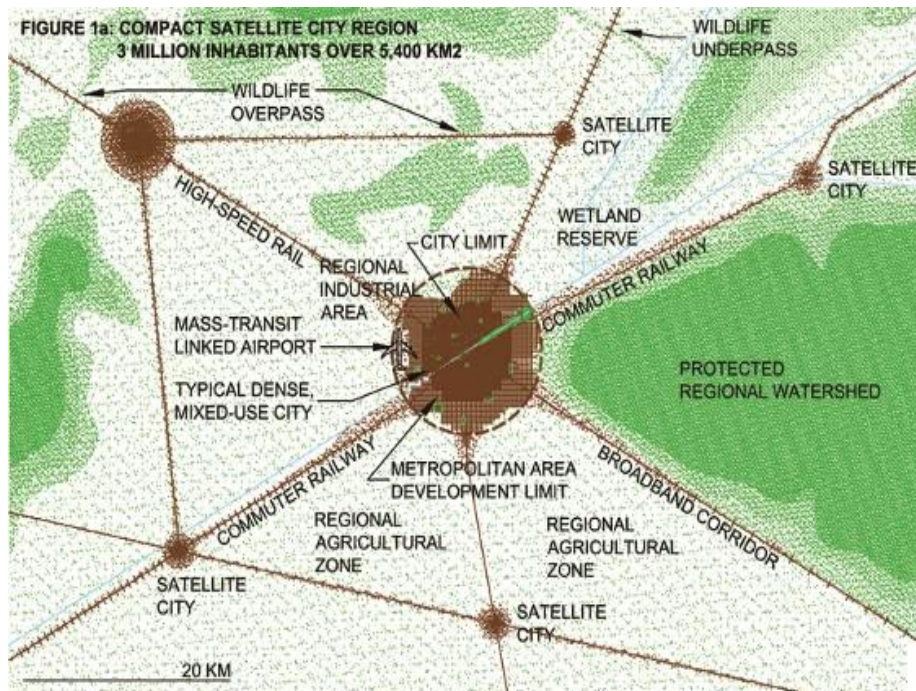 FIGURE 1a: COMPACT SATELLITE CITY REGION
3 MILLION INHABITANTS OVER 5,400 KM2
WILDLIFE
UNDERPASS
WILDLIFE
OVERPASS
SATELLITE
CITY
SATELLITE
CITY
HIGH-SPEED RAIL
WETLAND
RESERVE
CITY LIMIT
REGIONAL
INDUSTRIAL
AREA
COMMUTER RAILWAY
MASS-TRANSIT
LINKED AIRPORT
PROTECTED
REGIONAL WATERSHED
TYPICAL DENSE,
MIXED-USE CITY
METROPOLITAN AREA
DEVELOPMENT LIMIT
COMMUTER RAILWAY
BROADBAND CORRIDOR
REGIONAL
AGRICULTURAL
ZONE
REGIONAL
AGRICULTURAL
ZONE
SATELLITE
CITY
SATELLITE
CITY
20 KM